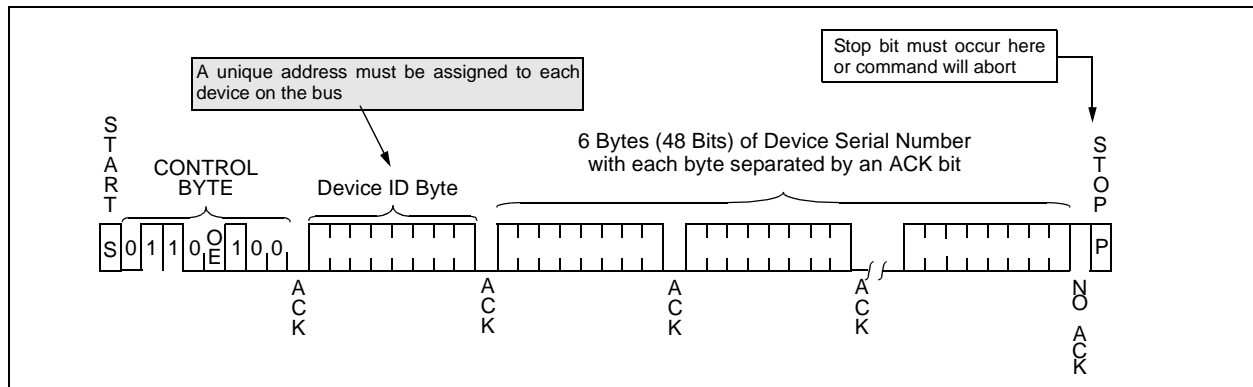 A unique address must be assigned to each
device on the bus
Stop bit must occur here
or command will abort
START
CONTROL
BYTE
Device ID Byte
6 Bytes (48 Bits) of Device Serial Number
with each byte separated by an ACK bit
STOP
S 0 1 1 0 OE 1 0 0
P
ACK
ACK
ACK
ACK
NO ACK